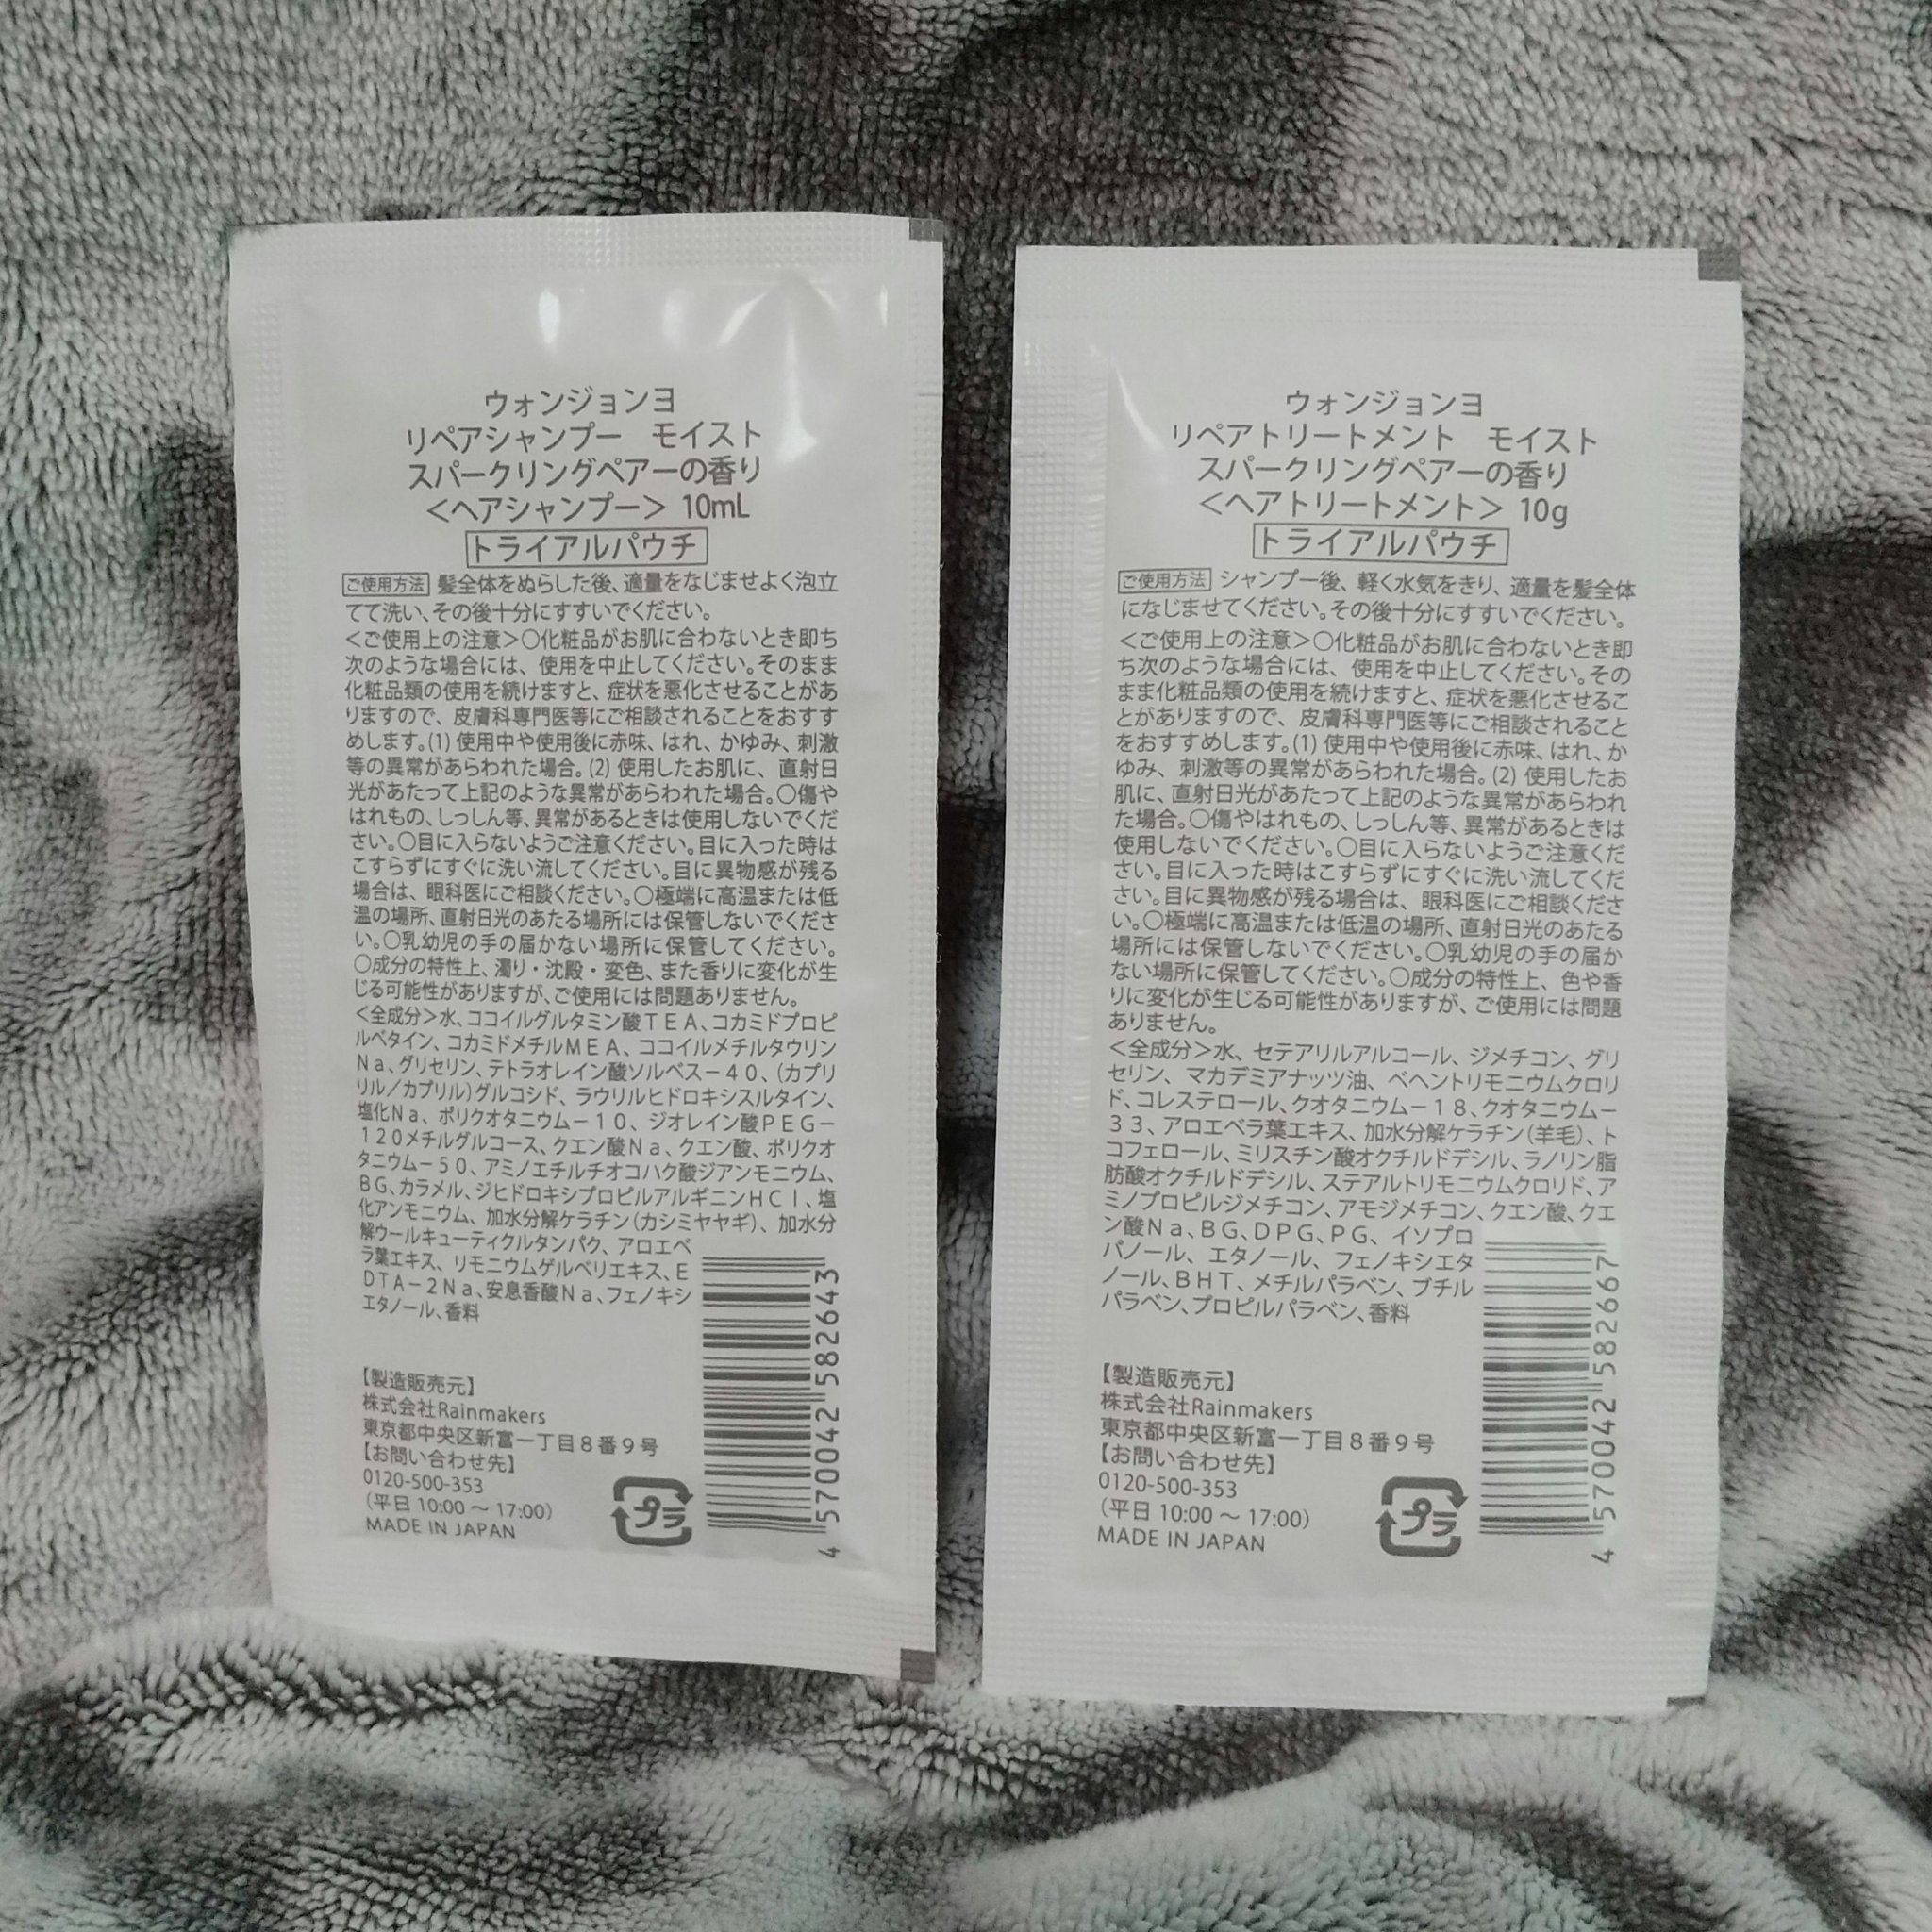 ウォンジョンヨ
リペアシャンプー　モイスト
スパークリングペアーの香り
＜ヘアシャンプー＞ 10mL
トライアルパウチ
ご使用方法 髪全体をぬらした後、適量をなじませよく泡立
てて洗い、その後十分にすすいでください。
＜ご使用上の注意＞○化粧品がお肌に合わないとき即ち
次のような場合には、使用を中止してください。そのまま
化粧品類の使用を続けますと、症状を悪化させることがあ
りますので、皮膚科専門医等にご相談されることをおすす
めします。(1) 使用中や使用後に赤味、はれ、かゆみ、刺激
等の異常があらわれた場合。(2) 使用したお肌に、直射日
光があたって上記のような異常があらわれた場合。○傷や
はれもの、しっしん等、異常があるときは使用しないでくだ
さい。○目に入らないようご注意ください。目に入った時は
こすらずにすぐに洗い流してください。目に異物感が残る
場合は、眼科医にご相談ください。○極端に高温または低
温の場所、直射日光のあたる場所には保管しないでくださ
い。○乳幼児の手の届かない場所に保管してください。
○成分の特性上、濁り・沈殿・変色、また香りに変化が生
じる可能性がありますが、ご使用には問題ありません。
＜全成分＞水、ココイルグルタミン酸ＴＥＡ、コカミドプロピ
ルベタイン、コカミドメチルＭＥＡ、ココイルメチルタウリン
Ｎａ、グリセリン、テトラオレイン酸ソルベス－４０、（カプリ
リル／カプリル）グルコシド、ラウリルヒドロキシスルタイン、
塩化Ｎａ、ポリクオタニウム－１０、ジオレイン酸ＰＥＧ－
１２０メチルグルコース、クエン酸Ｎａ、クエン酸、ポリクオ
タニウム－５０、アミノエチルチオコハク酸ジアンモニウム、
ＢＧ、カラメル、ジヒドロキシプロピルアルギニンＨＣｌ、塩
化アンモニウム、加水分解ケラチン（カシミヤヤギ）、加水分
解ウールキューティクルタンパク、アロエベ
ラ葉エキス、リモニウムゲルベリエキス、Ｅ
ＤＴＡ－２Ｎａ、安息香酸Ｎａ、フェノキシ
エタノール、香料
【製造販売元】
株式会社Rainmakers
東京都中央区新富一丁目８番９号
【お問い合わせ先】
0120-500-353
（平日 10:00 ～ 17:00）
MADE IN JAPAN
プラ
4 570042 582643
ウォンジョンヨ
リペアトリートメント　モイスト
スパークリングペアーの香り
＜ヘアトリートメント＞ 10g
トライアルパウチ
ご使用方法 シャンプー後、軽く水気をきり、適量を髪全体
になじませてください。その後十分にすすいでください。
＜ご使用上の注意＞○化粧品がお肌に合わないとき即
ち次のような場合には、使用を中止してください。その
まま化粧品類の使用を続けますと、症状を悪化させるこ
とがありますので、皮膚科専門医等にご相談されること
をおすすめします。(1) 使用中や使用後に赤味、はれ、か
ゆみ、刺激等の異常があらわれた場合。(2) 使用したお
肌に、直射日光があたって上記のような異常があらわれ
た場合。○傷やはれもの、しっしん等、異常があるときは
使用しないでください。○目に入らないようご注意くだ
さい。目に入った時はこすらずにすぐに洗い流してくだ
さい。目に異物感が残る場合は、眼科医にご相談くださ
い。○極端に高温または低温の場所、直射日光のあたる
場所には保管しないでください。○乳幼児の手の届か
ない場所に保管してください。○成分の特性上、色や香
りに変化が生じる可能性がありますが、ご使用には問題
ありません。
＜全成分＞水、セテアリルアルコール、ジメチコン、グリ
セリン、マカデミアナッツ油、ベヘントリモニウムクロリ
ド、コレステロール、クオタニウム－１８、クオタニウム－
３３、アロエベラ葉エキス、加水分解ケラチン（羊毛）、ト
コフェロール、ミリスチン酸オクチルドデシル、ラノリン脂
肪酸オクチルドデシル、ステアルトリモニウムクロリド、ア
ミノプロピルジメチコン、アモジメチコン、クエン酸、クエ
ン酸Ｎａ、ＢＧ、ＤＰＧ、ＰＧ、イソプロ
パノール、エタノール、フェノキシエタ
ノール、ＢＨＴ、メチルパラベン、ブチル
パラベン、プロピルパラベン、香料
【製造販売元】
株式会社Rainmakers
東京都中央区新富一丁目８番９号
【お問い合わせ先】
0120-500-353
（平日 10:00 ～ 17:00）
MADE IN JAPAN
プラ
4 570042 582667